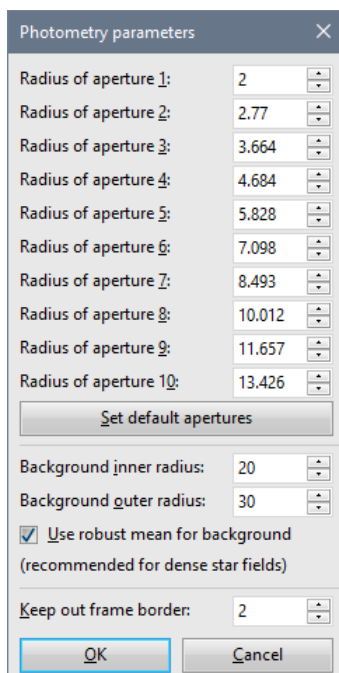 Photometry parameters
Radius of aperture 1: 2
Radius of aperture 2: 2.77
Radius of aperture 3: 3.664
Radius of aperture 4: 4.684
Radius of aperture 5: 5.828
Radius of aperture 6: 7.098
Radius of aperture 7: 8.493
Radius of aperture 8: 10.012
Radius of aperture 9: 11.657
Radius of aperture 10: 13.426
Set default apertures
Background inner radius: 20
Background outer radius: 30
Use robust mean for background
(recommended for dense star fields)
Keep out frame border: 2
OK Cancel